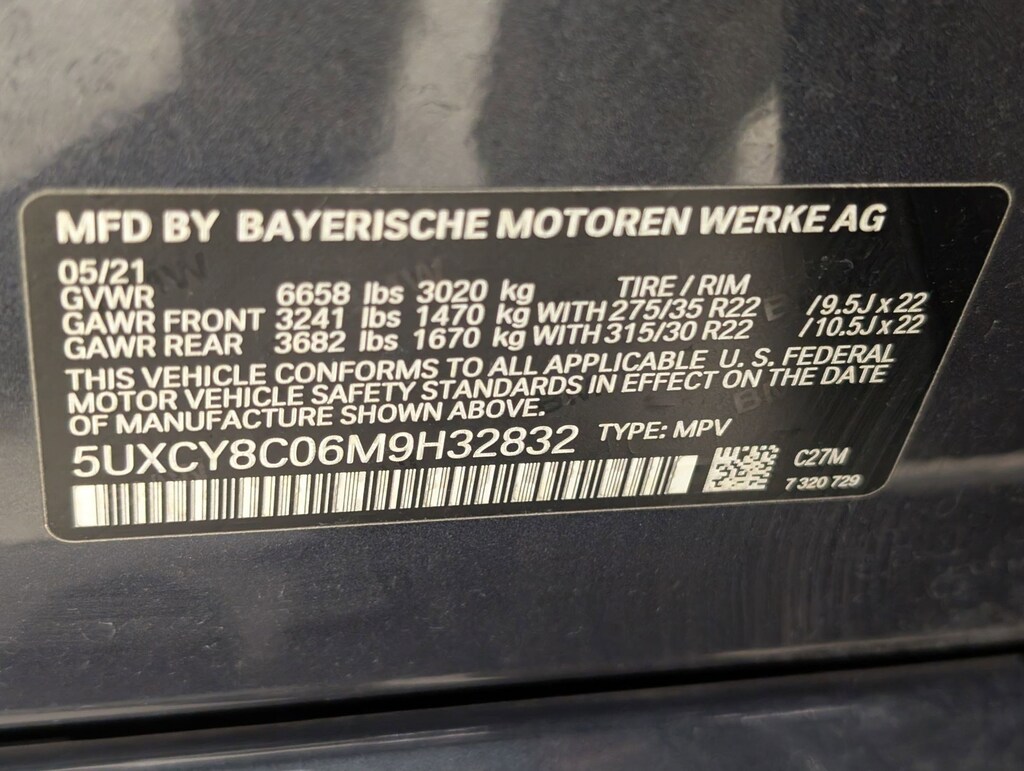 MFD BY BAYERISCHE MOTOREN WERKE AG
05/21 TIRE / RIM
GVWR 6658 lbs 3020 kg
GAWR FRONT 3241 lbs 1470 kg WITH 275/35 R22 / 9.5J x 22
GAWR REAR 3682 lbs 1670 kg WITH 315/30 R22 / 10.5J x 22
THIS VEHICLE CONFORMS TO ALL APPLICABLE U. S. FEDERAL
MOTOR VEHICLE SAFETY STANDARDS IN EFFECT ON THE DATE
OF MANUFACTURE SHOWN ABOVE.
5UXCY8C06M9H32832 TYPE: MPV
C27M
7 320 729